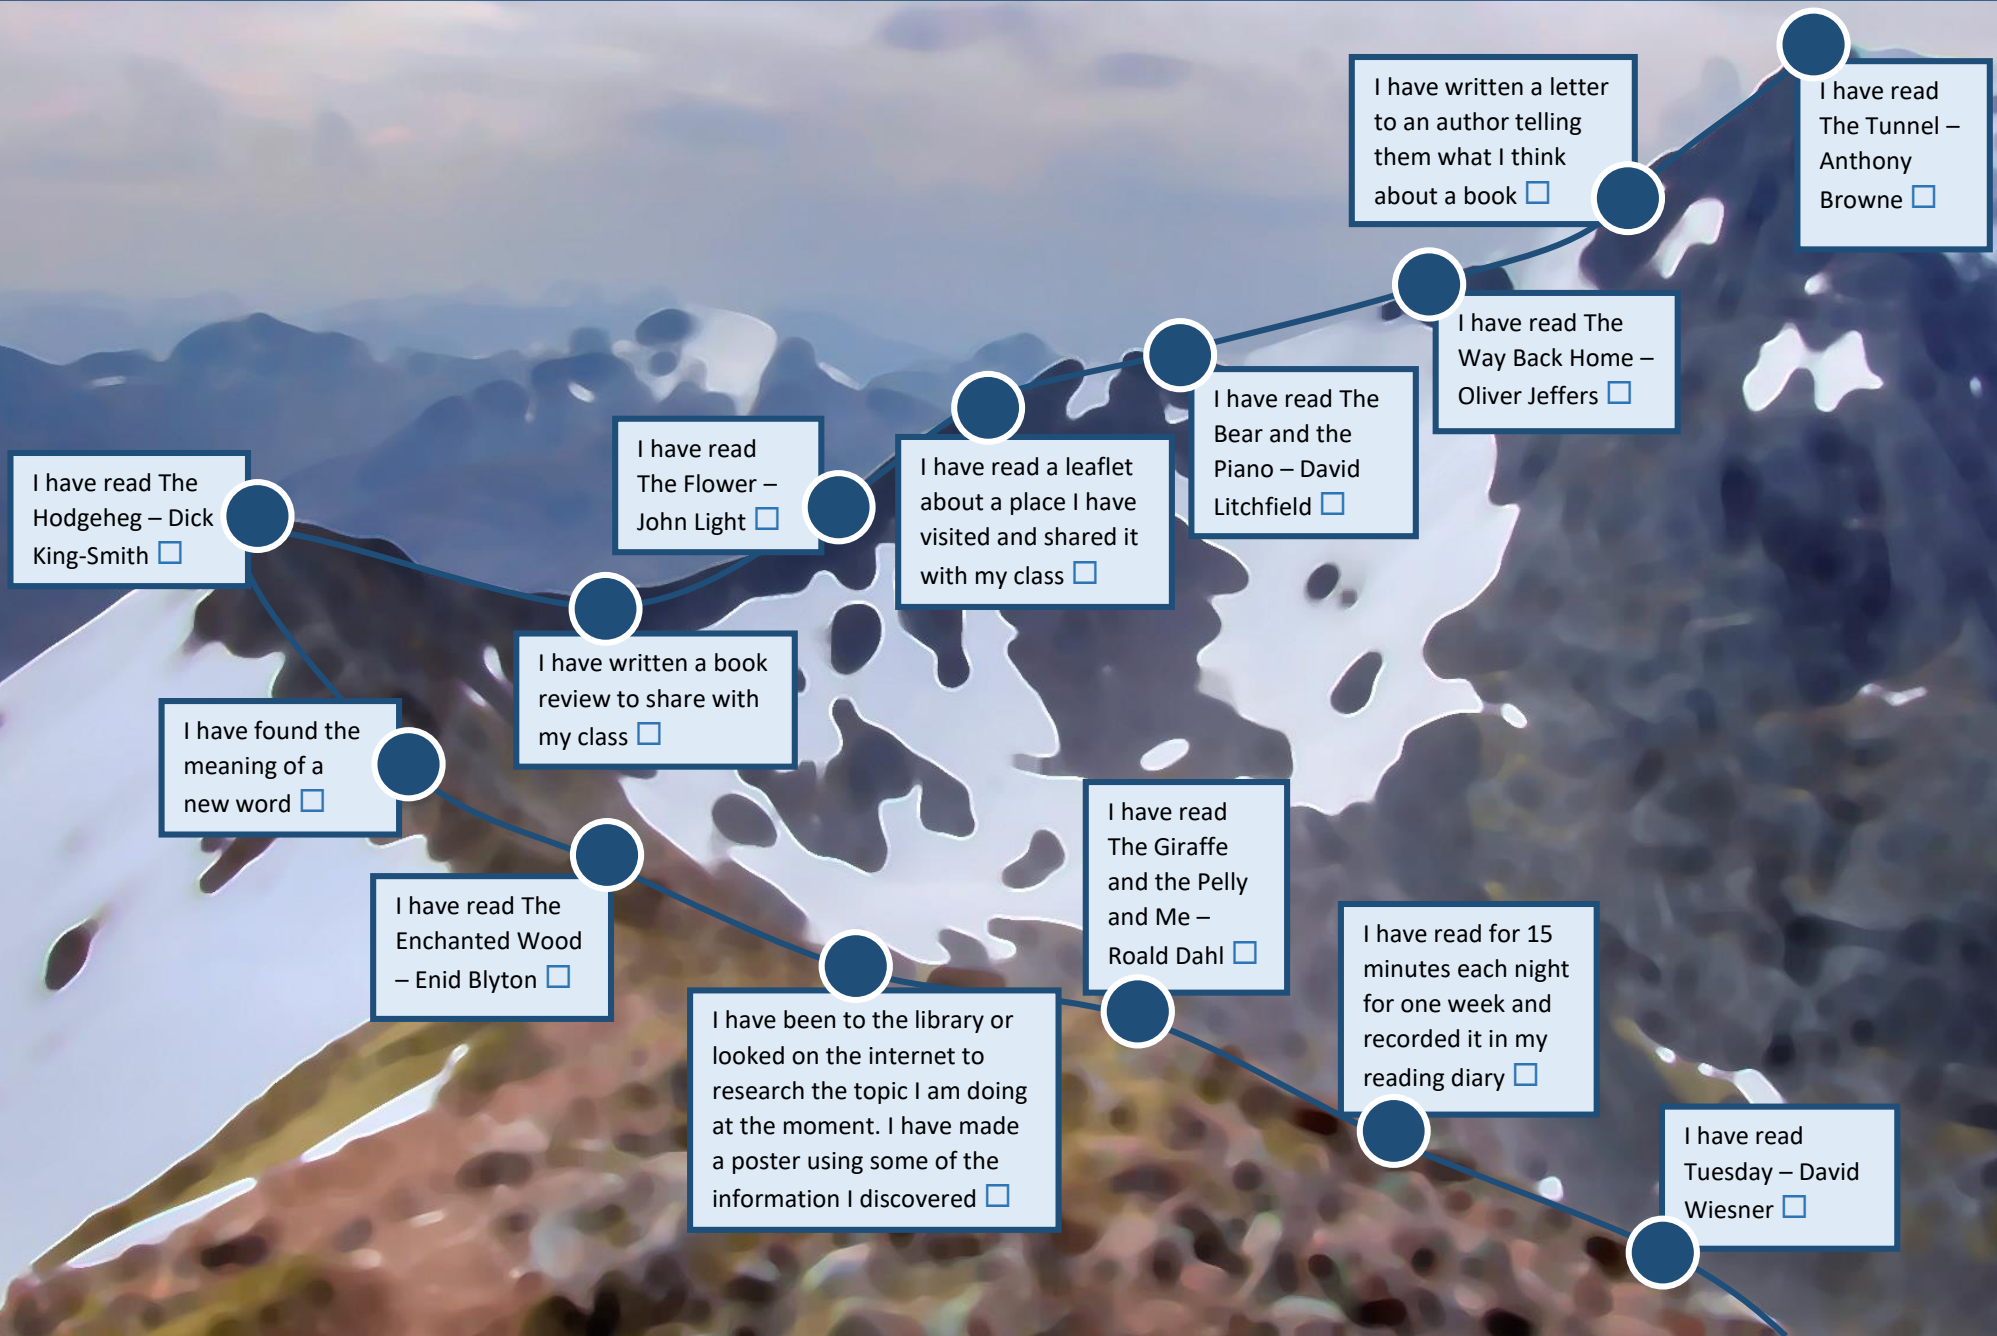 I have written a letter
to an author telling
them what I think
about a book ☐
I have read
The Tunnel –
Anthony
Browne ☐
I have read The
Way Back Home –
Oliver Jeffers ☐
I have read The
Bear and the
Piano – David
Litchfield ☐
I have read a leaflet
about a place I have
visited and shared it
with my class ☐
I have read
The Flower –
John Light ☐
I have read The
Hodgeheg – Dick
King-Smith ☐
I have written a book
review to share with
my class ☐
I have found the
meaning of a
new word ☐
I have read The
Enchanted Wood
– Enid Blyton ☐
I have read
The Giraffe
and the Pelly
and Me –
Roald Dahl ☐
I have been to the library or
looked on the internet to
research the topic I am doing
at the moment. I have made
a poster using some of the
information I discovered ☐
I have read for 15
minutes each night
for one week and
recorded it in my
reading diary ☐
I have read
Tuesday – David
Wiesner ☐